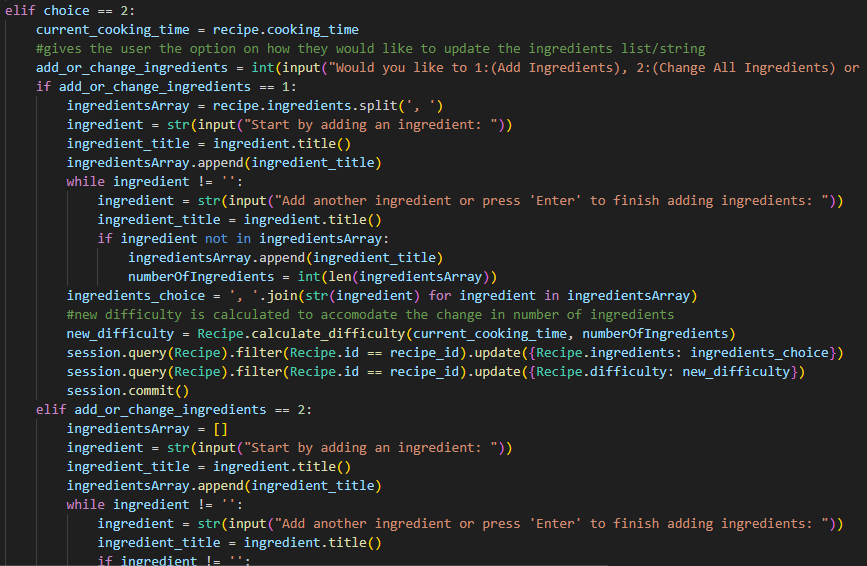 elif choice == 2:
    current_cooking_time = recipe.cooking_time
    #gives the user the option on how they would like to update the ingredients list/string
    add_or_change_ingredients = int(input("Would you like to 1:(Add Ingredients), 2:(Change All Ingredients) or
    if add_or_change_ingredients == 1:
        ingredientsArray = recipe.ingredients.split(', ')
        ingredient = str(input("Start by adding an ingredient: "))
        ingredient_title = ingredient.title()
        ingredientsArray.append(ingredient_title)
        while ingredient != '':
            ingredient = str(input("Add another ingredient or press 'Enter' to finish adding ingredients: "))
            ingredient_title = ingredient.title()
            if ingredient not in ingredientsArray:
                ingredientsArray.append(ingredient_title)
                numberOfIngredients = int(len(ingredientsArray))
        ingredients_choice = ', '.join(str(ingredient) for ingredient in ingredientsArray)
        #new difficulty is calculated to accomodate the change in number of ingredients
        new_difficulty = Recipe.calculate_difficulty(current_cooking_time, numberOfIngredients)
        session.query(Recipe).filter(Recipe.id == recipe_id).update({Recipe.ingredients: ingredients_choice})
        session.query(Recipe).filter(Recipe.id == recipe_id).update({Recipe.difficulty: new_difficulty})
        session.commit()
    elif add_or_change_ingredients == 2:
        ingredientsArray = []
        ingredient = str(input("Start by adding an ingredient: "))
        ingredient_title = ingredient.title()
        ingredientsArray.append(ingredient_title)
        while ingredient != '':
            ingredient = str(input("Add another ingredient or press 'Enter' to finish adding ingredients: "))
            ingredient_title = ingredient.title()
            if ingredient != '':